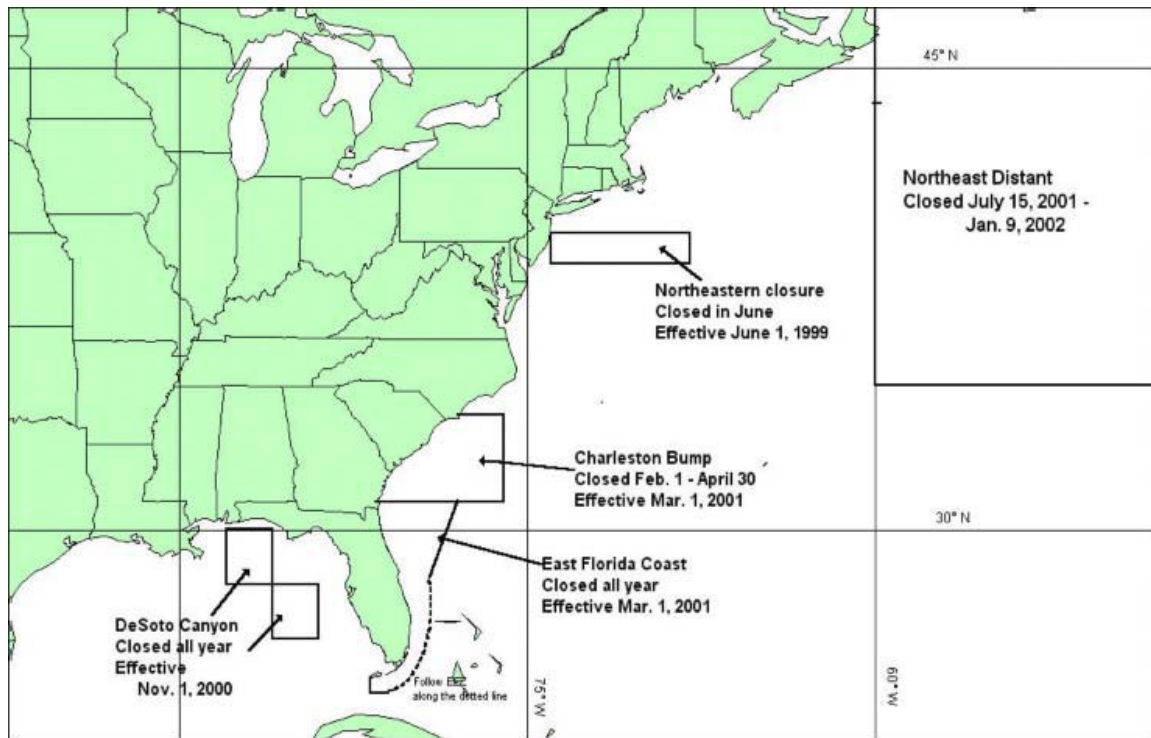 45° N
Northeast Distant
Closed July 15, 2001 -
Jan. 9, 2002
Northeastern closure
Closed in June
Effective June 1, 1999
Charleston Bump
Closed Feb. 1 - April 30
Effective Mar. 1, 2001
30° N
East Florida Coast
Closed all year
Effective Mar. 1, 2001
DeSoto Canyon
Closed all year
Effective
Nov. 1, 2000
Follow EEZ
along the dotted line
75° W
60° W